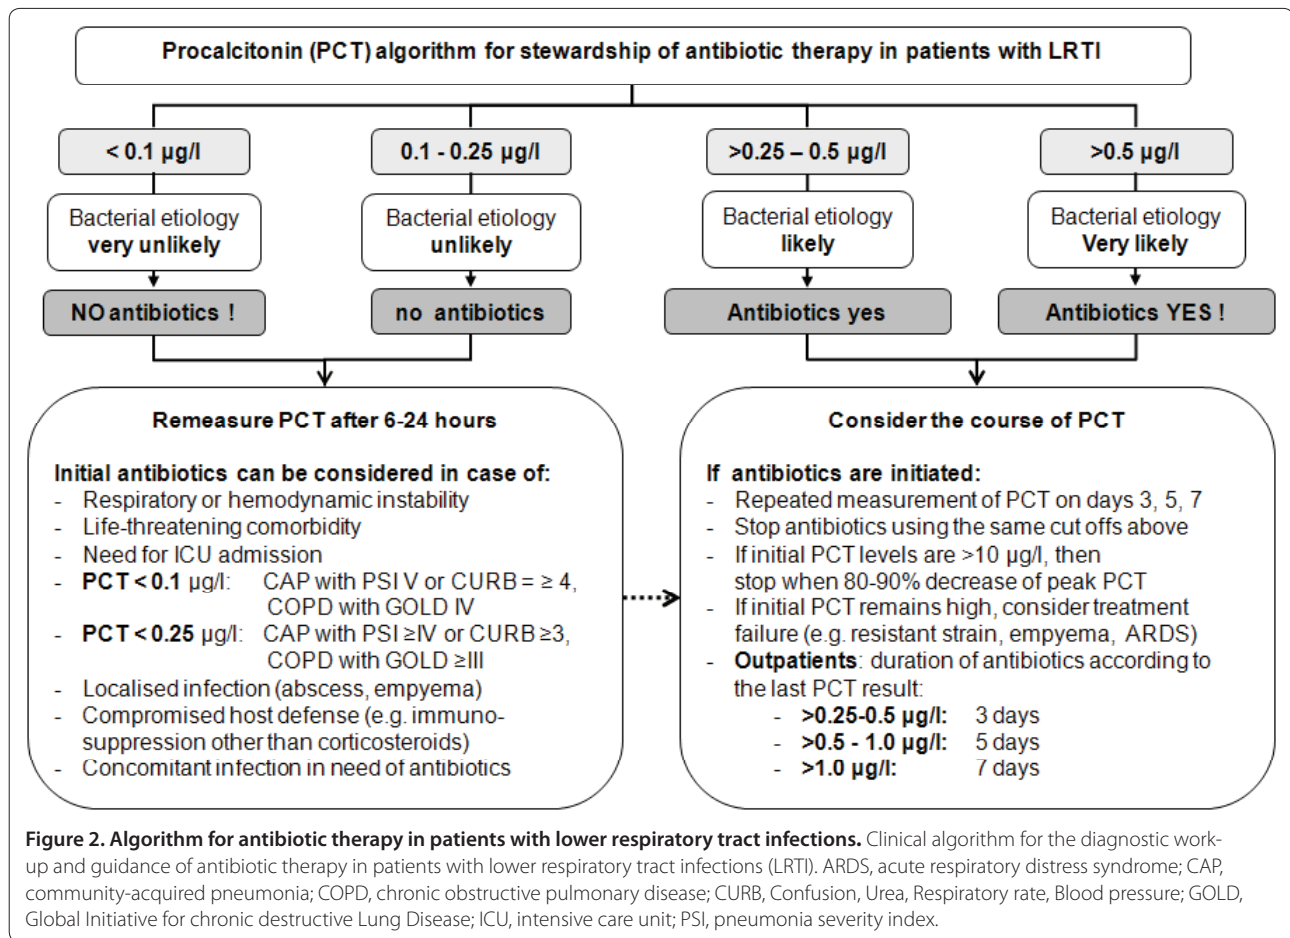 Procalcitonin (PCT) algorithm for stewardship of antibiotic therapy in patients with LRTI
< 0.1 µg/l
0.1 - 0.25 µg/l
>0.25 – 0.5 µg/l
>0.5 µg/l
Bacterial etiology
very unlikely
Bacterial etiology
unlikely
Bacterial etiology
likely
Bacterial etiology
Very likely
NO antibiotics !
no antibiotics
Antibiotics yes
Antibiotics YES !
Remeasure PCT after 6-24 hours
Initial antibiotics can be considered in case of:
- Respiratory or hemodynamic instability
- Life-threatening comorbidity
- Need for ICU admission
- PCT < 0.1 µg/l: CAP with PSI V or CURB = ≥ 4,
COPD with GOLD IV
- PCT < 0.25 µg/l: CAP with PSI ≥IV or CURB ≥3,
COPD with GOLD ≥III
- Localised infection (abscess, empyema)
- Compromised host defense (e.g. immuno-
suppression other than corticosteroids)
- Concomitant infection in need of antibiotics
Consider the course of PCT
If antibiotics are initiated:
- Repeated measurement of PCT on days 3, 5, 7
- Stop antibiotics using the same cut offs above
- If initial PCT levels are >10 µg/l, then
stop when 80-90% decrease of peak PCT
- If initial PCT remains high, consider treatment
failure (e.g. resistant strain, empyema, ARDS)
- Outpatients: duration of antibiotics according to
the last PCT result:
- >0.25-0.5 µg/l: 3 days
- >0.5 - 1.0 µg/l: 5 days
- >1.0 µg/l: 7 days
Figure 2. Algorithm for antibiotic therapy in patients with lower respiratory tract infections. Clinical algorithm for the diagnostic work-
up and guidance of antibiotic therapy in patients with lower respiratory tract infections (LRTI). ARDS, acute respiratory distress syndrome; CAP,
community-acquired pneumonia; COPD, chronic obstructive pulmonary disease; CURB, Confusion, Urea, Respiratory rate, Blood pressure; GOLD,
Global Initiative for chronic destructive Lung Disease; ICU, intensive care unit; PSI, pneumonia severity index.